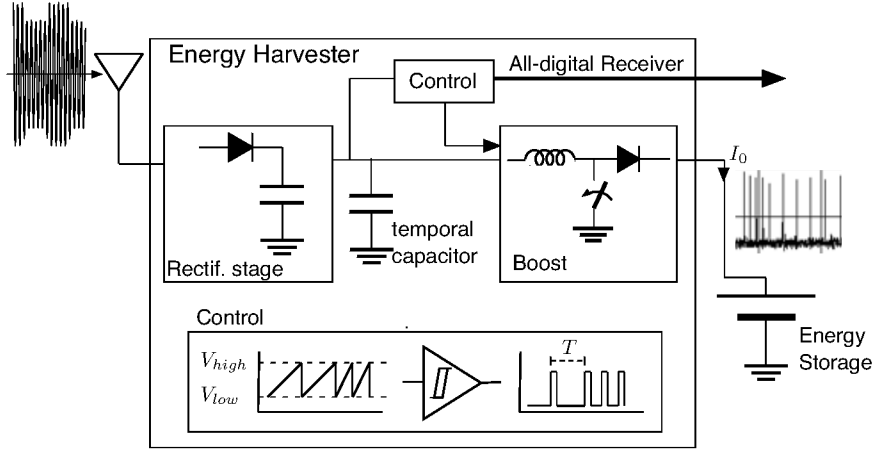 Energy Harvester
All-digital Receiver
Control
I0
temporal
capacitor
Rectif. stage
Boost
Control
Vhigh
Vlow
T
Energy
Storage